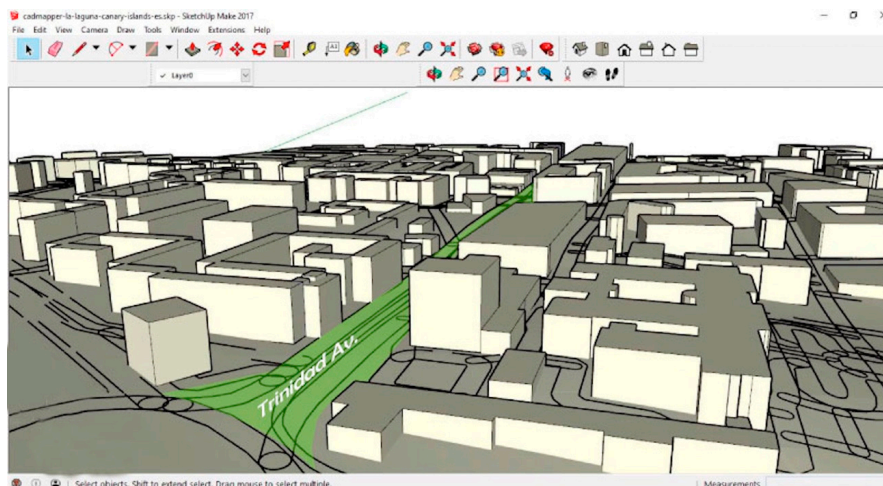 cadmapper-la-laguna-canary-islands-es.skp - SketchUp Make 2017
File Edit View Camera Draw Tools Window Extensions Help
Layer0
Trinidad Av.
Select objects. Shift to extend select. Drag mouse to select multiple.
Measurements